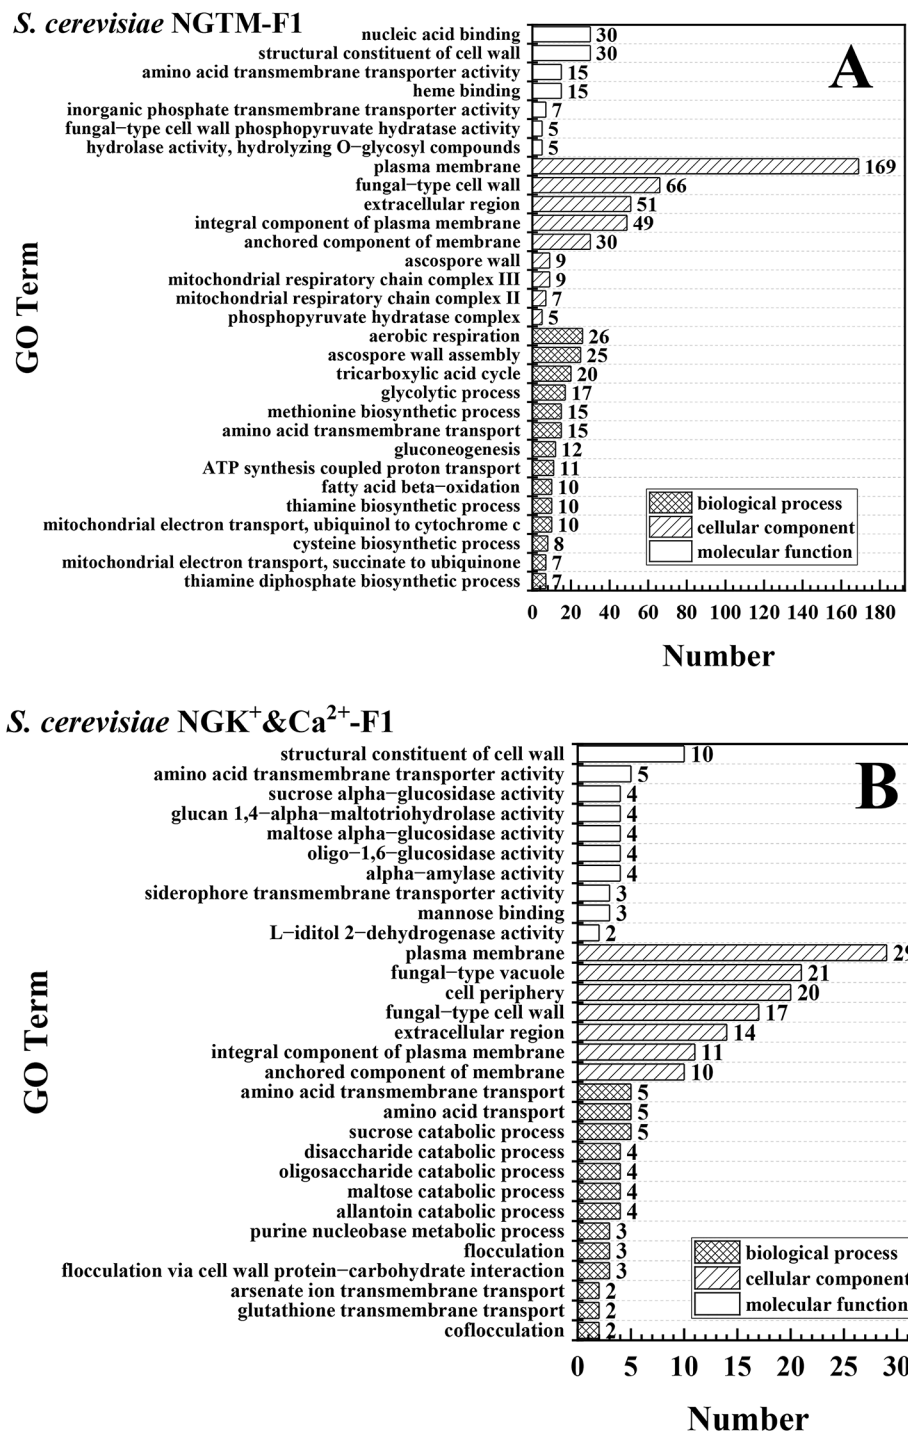 S. cerevisiae NGTM-F1
A
GO Term
nucleic acid binding 30
structural constituent of cell wall 30
amino acid transmembrane transporter activity 15
heme binding 15
inorganic phosphate transmembrane transporter activity 7
fungal−type cell wall phosphopyruvate hydratase activity 5
hydrolase activity, hydrolyzing O−glycosyl compounds 5
plasma membrane 169
fungal−type cell wall 66
extracellular region 51
integral component of plasma membrane 49
anchored component of membrane 30
ascospore wall 9
mitochondrial respiratory chain complex III 9
mitochondrial respiratory chain complex II 7
phosphopyruvate hydratase complex 5
aerobic respiration 26
ascospore wall assembly 25
tricarboxylic acid cycle 20
glycolytic process 17
methionine biosynthetic process 15
amino acid transmembrane transport 15
gluconeogenesis 12
ATP synthesis coupled proton transport 11
fatty acid beta−oxidation 10
thiamine biosynthetic process 10
mitochondrial electron transport, ubiquinol to cytochrome c 10
cysteine biosynthetic process 8
mitochondrial electron transport, succinate to ubiquinone 7
thiamine diphosphate biosynthetic process 7
biological process
cellular component
molecular function
0 20 40 60 80 100 120 140 160 180
Number
S. cerevisiae NGK⁺&Ca²⁺-F1
B
GO Term
structural constituent of cell wall 10
amino acid transmembrane transporter activity 5
sucrose alpha−glucosidase activity 4
glucan 1,4−alpha−maltotriohydrolase activity 4
maltose alpha−glucosidase activity 4
oligo−1,6−glucosidase activity 4
alpha−amylase activity 4
siderophore transmembrane transporter activity 3
mannose binding 3
L−iditol 2−dehydrogenase activity 2
plasma membrane 29
fungal−type vacuole 21
cell periphery 20
fungal−type cell wall 17
extracellular region 14
integral component of plasma membrane 11
anchored component of membrane 10
amino acid transmembrane transport 5
amino acid transport 5
sucrose catabolic process 5
disaccharide catabolic process 4
oligosaccharide catabolic process 4
maltose catabolic process 4
allantoin catabolic process 4
purine nucleobase metabolic process 3
flocculation 3
flocculation via cell wall protein−carbohydrate interaction 3
arsenate ion transmembrane transport 2
glutathione transmembrane transport 2
coflocculation 2
biological process
cellular component
molecular function
0 5 10 15 20 25 30
Number